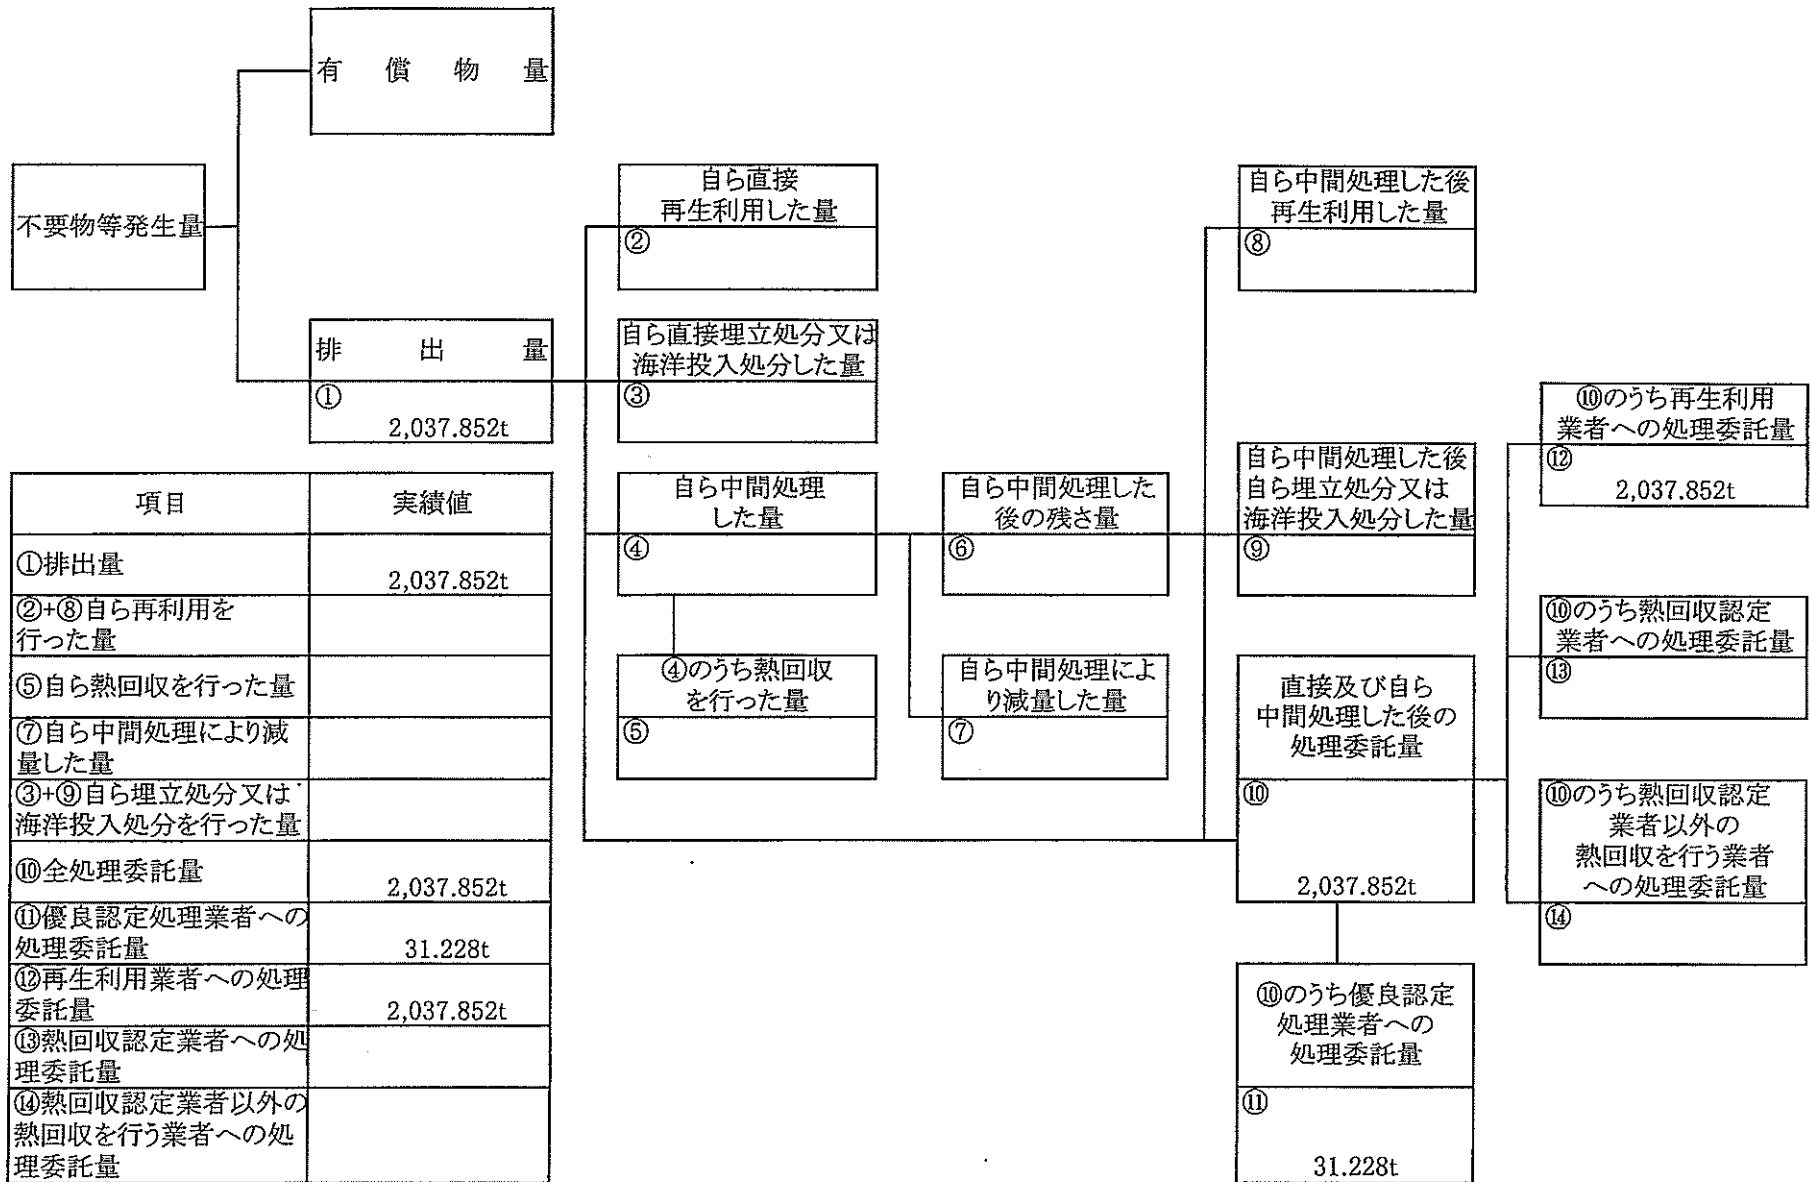 有償物量
不要物等発生量
排出量
①
2,037.852t
自ら直接
再生利用した量
②
自ら直接埋立処分又は
海洋投入処分した量
③
自ら中間処理
した量
④
④のうち熱回収
を行った量
⑤
自ら中間処理した
後の残さ量
⑥
自ら中間処理によ
り減量した量
⑦
自ら中間処理した後
再生利用した量
⑧
自ら中間処理した後
自ら埋立処分又は
海洋投入処分した量
⑨
直接及び自ら
中間処理した後の
処理委託量
⑩
2,037.852t
⑩のうち優良認定
処理業者への
処理委託量
⑪
31.228t
⑩のうち再生利用
業者への処理委託量
⑫
2,037.852t
⑩のうち熱回収認定
業者への処理委託量
⑬
⑩のうち熱回収認定
業者以外の
熱回収を行う業者
への処理委託量
⑭
項目 実績値
①排出量 2,037.852t
②+⑧自ら再利用を
行った量
⑤自ら熱回収を行った量
⑦自ら中間処理により減
量した量
③+⑨自ら埋立処分又は
海洋投入処分を行った量
⑩全処理委託量 2,037.852t
⑪優良認定処理業者への
処理委託量 31.228t
⑫再生利用業者への処理
委託量 2,037.852t
⑬熱回収認定業者への処
理委託量
⑭熱回収認定業者以外の
熱回収を行う業者への処
理委託量